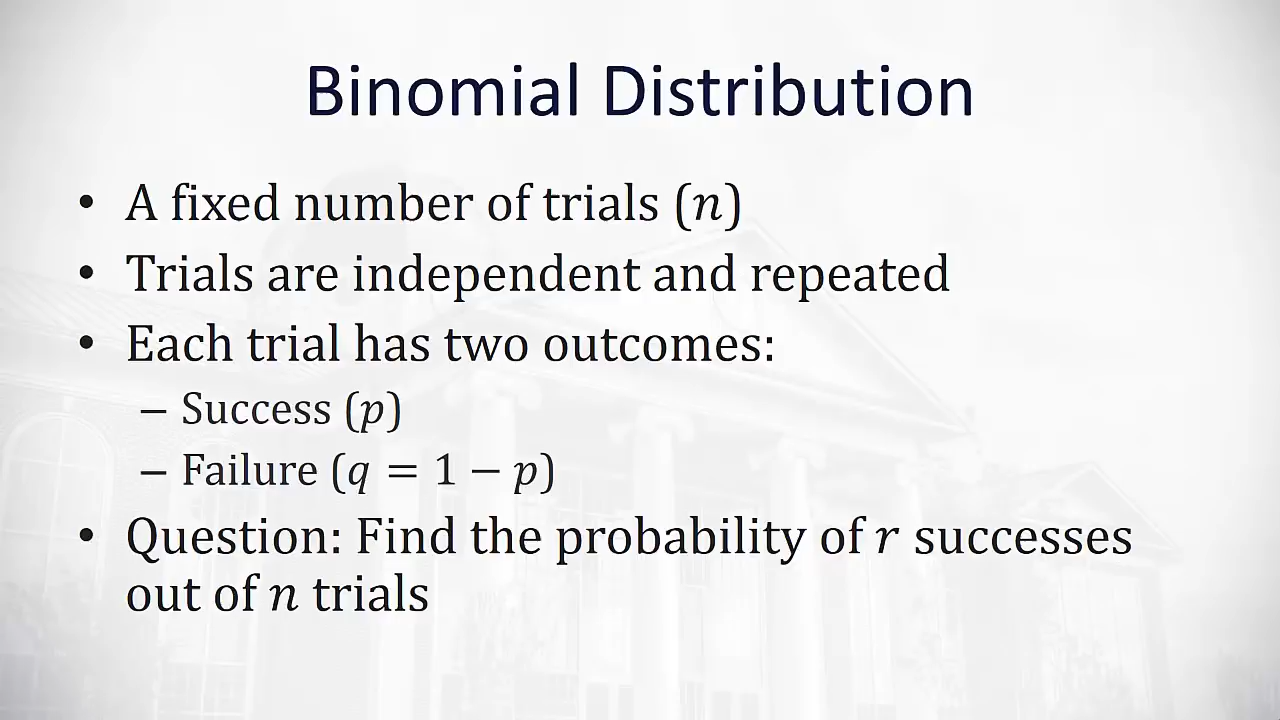 Binomial Distribution
• A fixed number of trials (n)
• Trials are independent and repeated
• Each trial has two outcomes:
– Success (p)
– Failure (q = 1 − p)
• Question: Find the probability of r successes
out of n trials